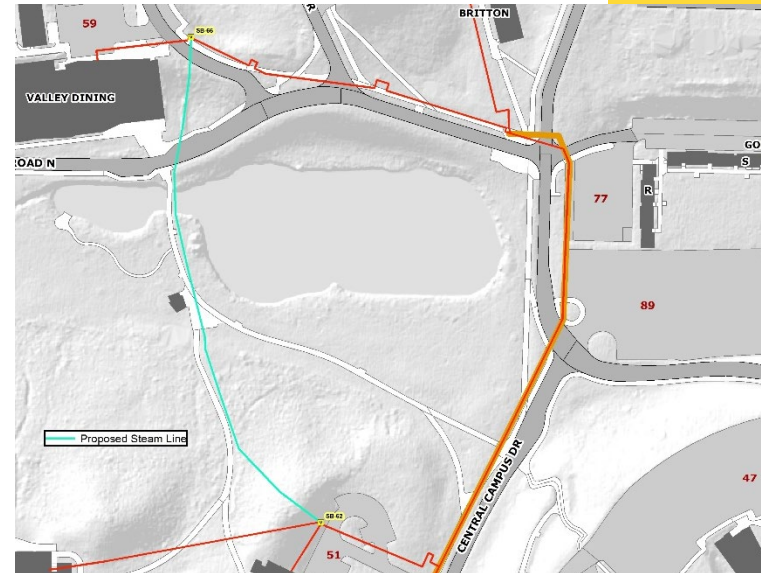 BRITTON
59
SB 66
R
VALLEY DINING
ROAD N
GO
S
77
R
89
Proposed Steam Line
CENTRAL CAMPUS DR
47
SB 62
51